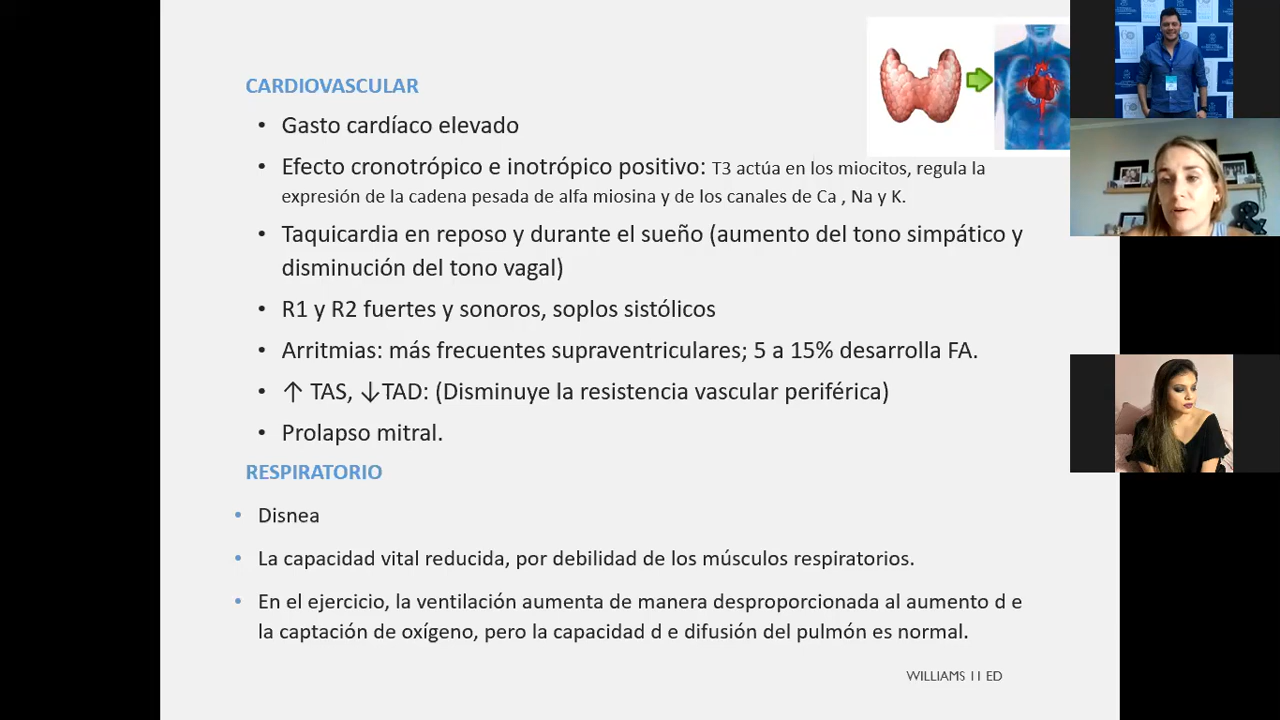 CARDIOVASCULAR
• Gasto cardíaco elevado
• Efecto cronotrópico e inotrópico positivo: T3 actúa en los miocitos, regula la
expresión de la cadena pesada de alfa miosina y de los canales de Ca , Na y K.
• Taquicardia en reposo y durante el sueño (aumento del tono simpático y
disminución del tono vagal)
• R1 y R2 fuertes y sonoros, soplos sistólicos
• Arritmias: más frecuentes supraventriculares; 5 a 15% desarrolla FA.
• ↑ TAS, ↓TAD: (Disminuye la resistencia vascular periférica)
• Prolapso mitral.
RESPIRATORIO
• Disnea
• La capacidad vital reducida, por debilidad de los músculos respiratorios.
• En el ejercicio, la ventilación aumenta de manera desproporcionada al aumento d e
la captación de oxígeno, pero la capacidad d e difusión del pulmón es normal.
WILLIAMS 11 ED